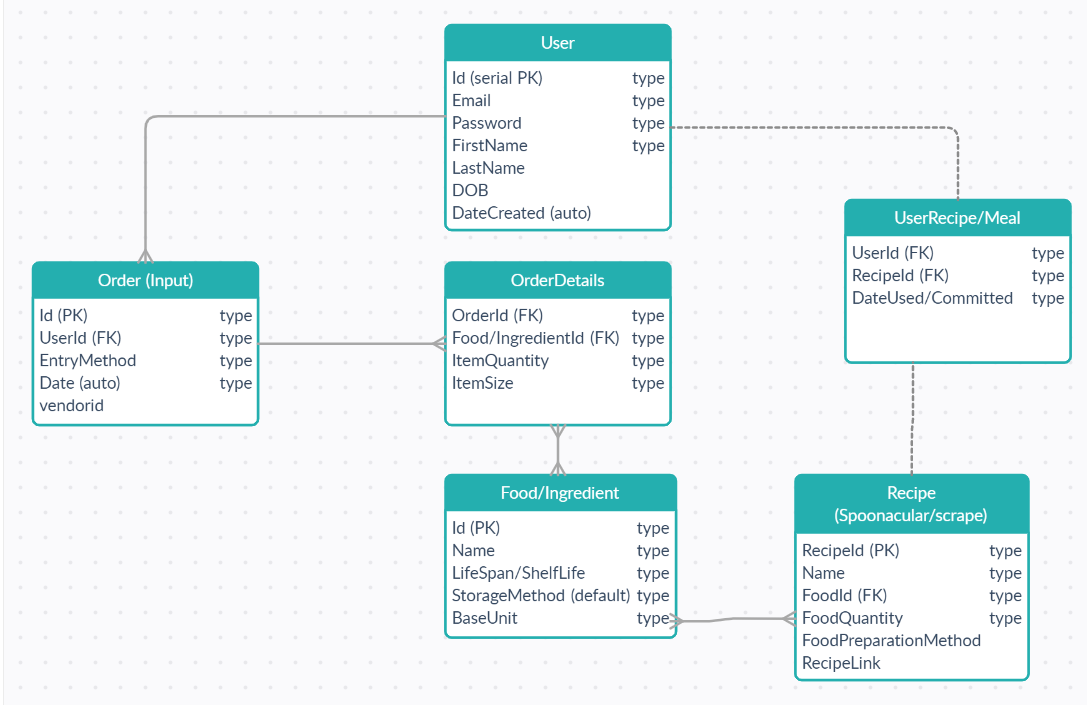 User
Id (serial PK) type
Email type
Password type
FirstName type
LastName
DOB
DateCreated (auto)
UserRecipe/Meal
UserId (FK) type
RecipeId (FK) type
DateUsed/Committed type
Order (Input)
Id (PK) type
UserId (FK) type
EntryMethod type
Date (auto) type
vendorid
OrderDetails
OrderId (FK) type
Food/IngredientId (FK) type
ItemQuantity type
ItemSize type
Food/Ingredient
Id (PK) type
Name type
LifeSpan/ShelfLife type
StorageMethod (default) type
BaseUnit type
Recipe
(Spoonacular/scrape)
RecipeId (PK) type
Name type
FoodId (FK) type
FoodQuantity type
FoodPreparationMethod
RecipeLink